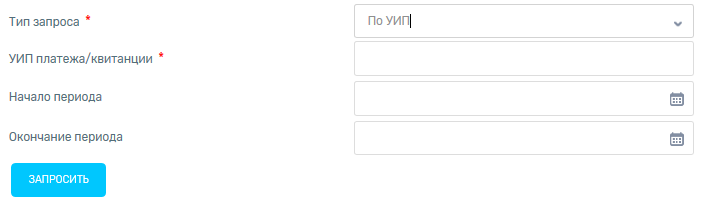 Тип запроса *
По УИП
УИП платежа/квитанции *
Начало периода
Окончание периода
ЗАПРОСИТЬ